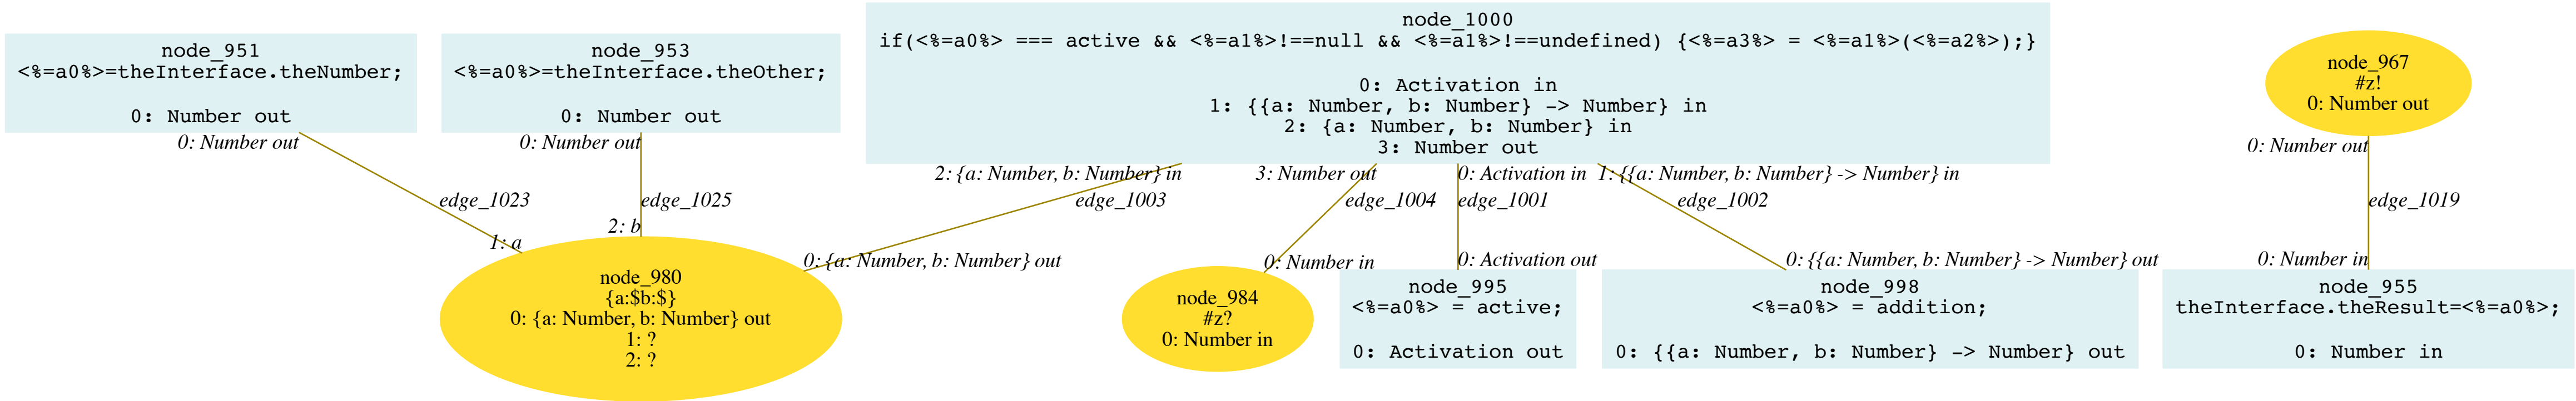 node_951
<%=a0%>=theInterface.theNumber;
0: Number out
node_953
<%=a0%>=theInterface.theOther;
0: Number out
node_1000
if(<%=a0%> === active && <%=a1%>!==null && <%=a1%>!==undefined) {<%=a3%> = <%=a1%>(<%=a2%>);}
0: Activation in
1: {{a: Number, b: Number} -> Number} in
2: {a: Number, b: Number} in
3: Number out
node_967
#z!
0: Number out
0: Number out
0: Number out
2: {a: Number, b: Number} in
3: Number out
0: Activation in
1: {{a: Number, b: Number} -> Number} in
0: Number out
edge_1023
edge_1025
edge_1003
edge_1004
edge_1001
edge_1002
edge_1019
1: a
2: b
0: {a: Number, b: Number} out
0: Number in
0: Activation out
0: {{a: Number, b: Number} -> Number} out
0: Number in
node_980
{a:$b:$}
0: {a: Number, b: Number} out
1: ?
2: ?
node_984
#z?
0: Number in
node_995
<%=a0%> = active;
0: Activation out
node_998
<%=a0%> = addition;
0: {{a: Number, b: Number} -> Number} out
node_955
theInterface.theResult=<%=a0%>;
0: Number in